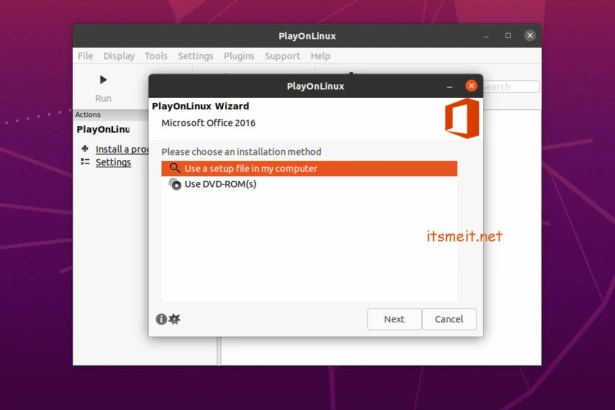 PlayOnLinux
File Display Tools Settings Plugins Support Help
PlayOnLinux
Search
Run
PlayOnLinux Wizard
Microsoft Office 2016
Actions
PlayOnLinu
Please choose an installation method
Install a pro
Use a setup file in my computer
Settings
Use DVD-ROM(s)
itsmeit.net
Next Cancel